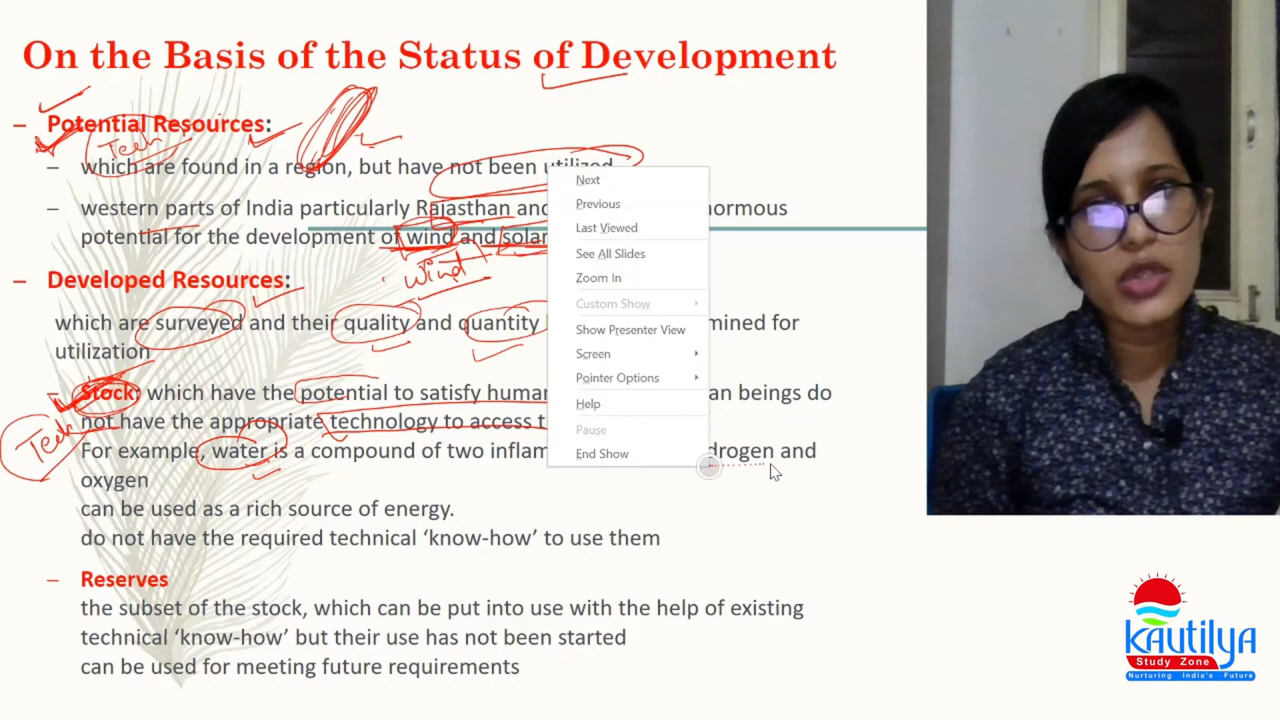 On the Basis of the Status of Development
– Potential Resources:
Tech
– which are found in a region, but have not been utilized
– western parts of India particularly Rajasthan and normous
potential for the development of wind and solar
wind
– Developed Resources:
which are surveyed and their quality and quantity mined for
utilization
– Stock: which have the potential to satisfy human an beings do
not have the appropriate technology to access t
Tech
For example, water is a compound of two inflam drogen and
oxygen
can be used as a rich source of energy.
do not have the required technical ‘know-how’ to use them
– Reserves
the subset of the stock, which can be put into use with the help of existing
technical ‘know-how’ but their use has not been started
can be used for meeting future requirements
Next
Previous
Last Viewed
See All Slides
Zoom In
Custom Show
Show Presenter View
Screen
Pointer Options
Help
Pause
End Show
kautilya
Study Zone
Nurturing India's Future